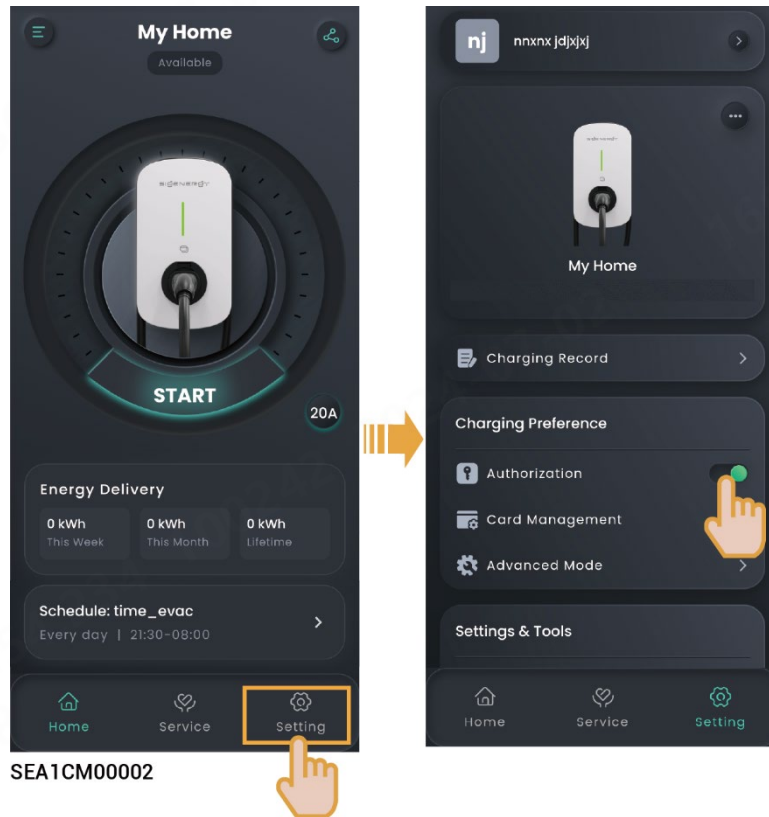 My Home
Available
SIGENERGY
START
20A
Energy Delivery
0 kWh 0 kWh 0 kWh
This Week This Month Lifetime
Schedule: time_evac
Every day | 21:30-08:00
Home Service Setting
SEA1CM00002
nj nnxnx jdjxjxj
My Home
Charging Record
Charging Preference
Authorization
Card Management
Advanced Mode
Settings & Tools
Home Service Setting